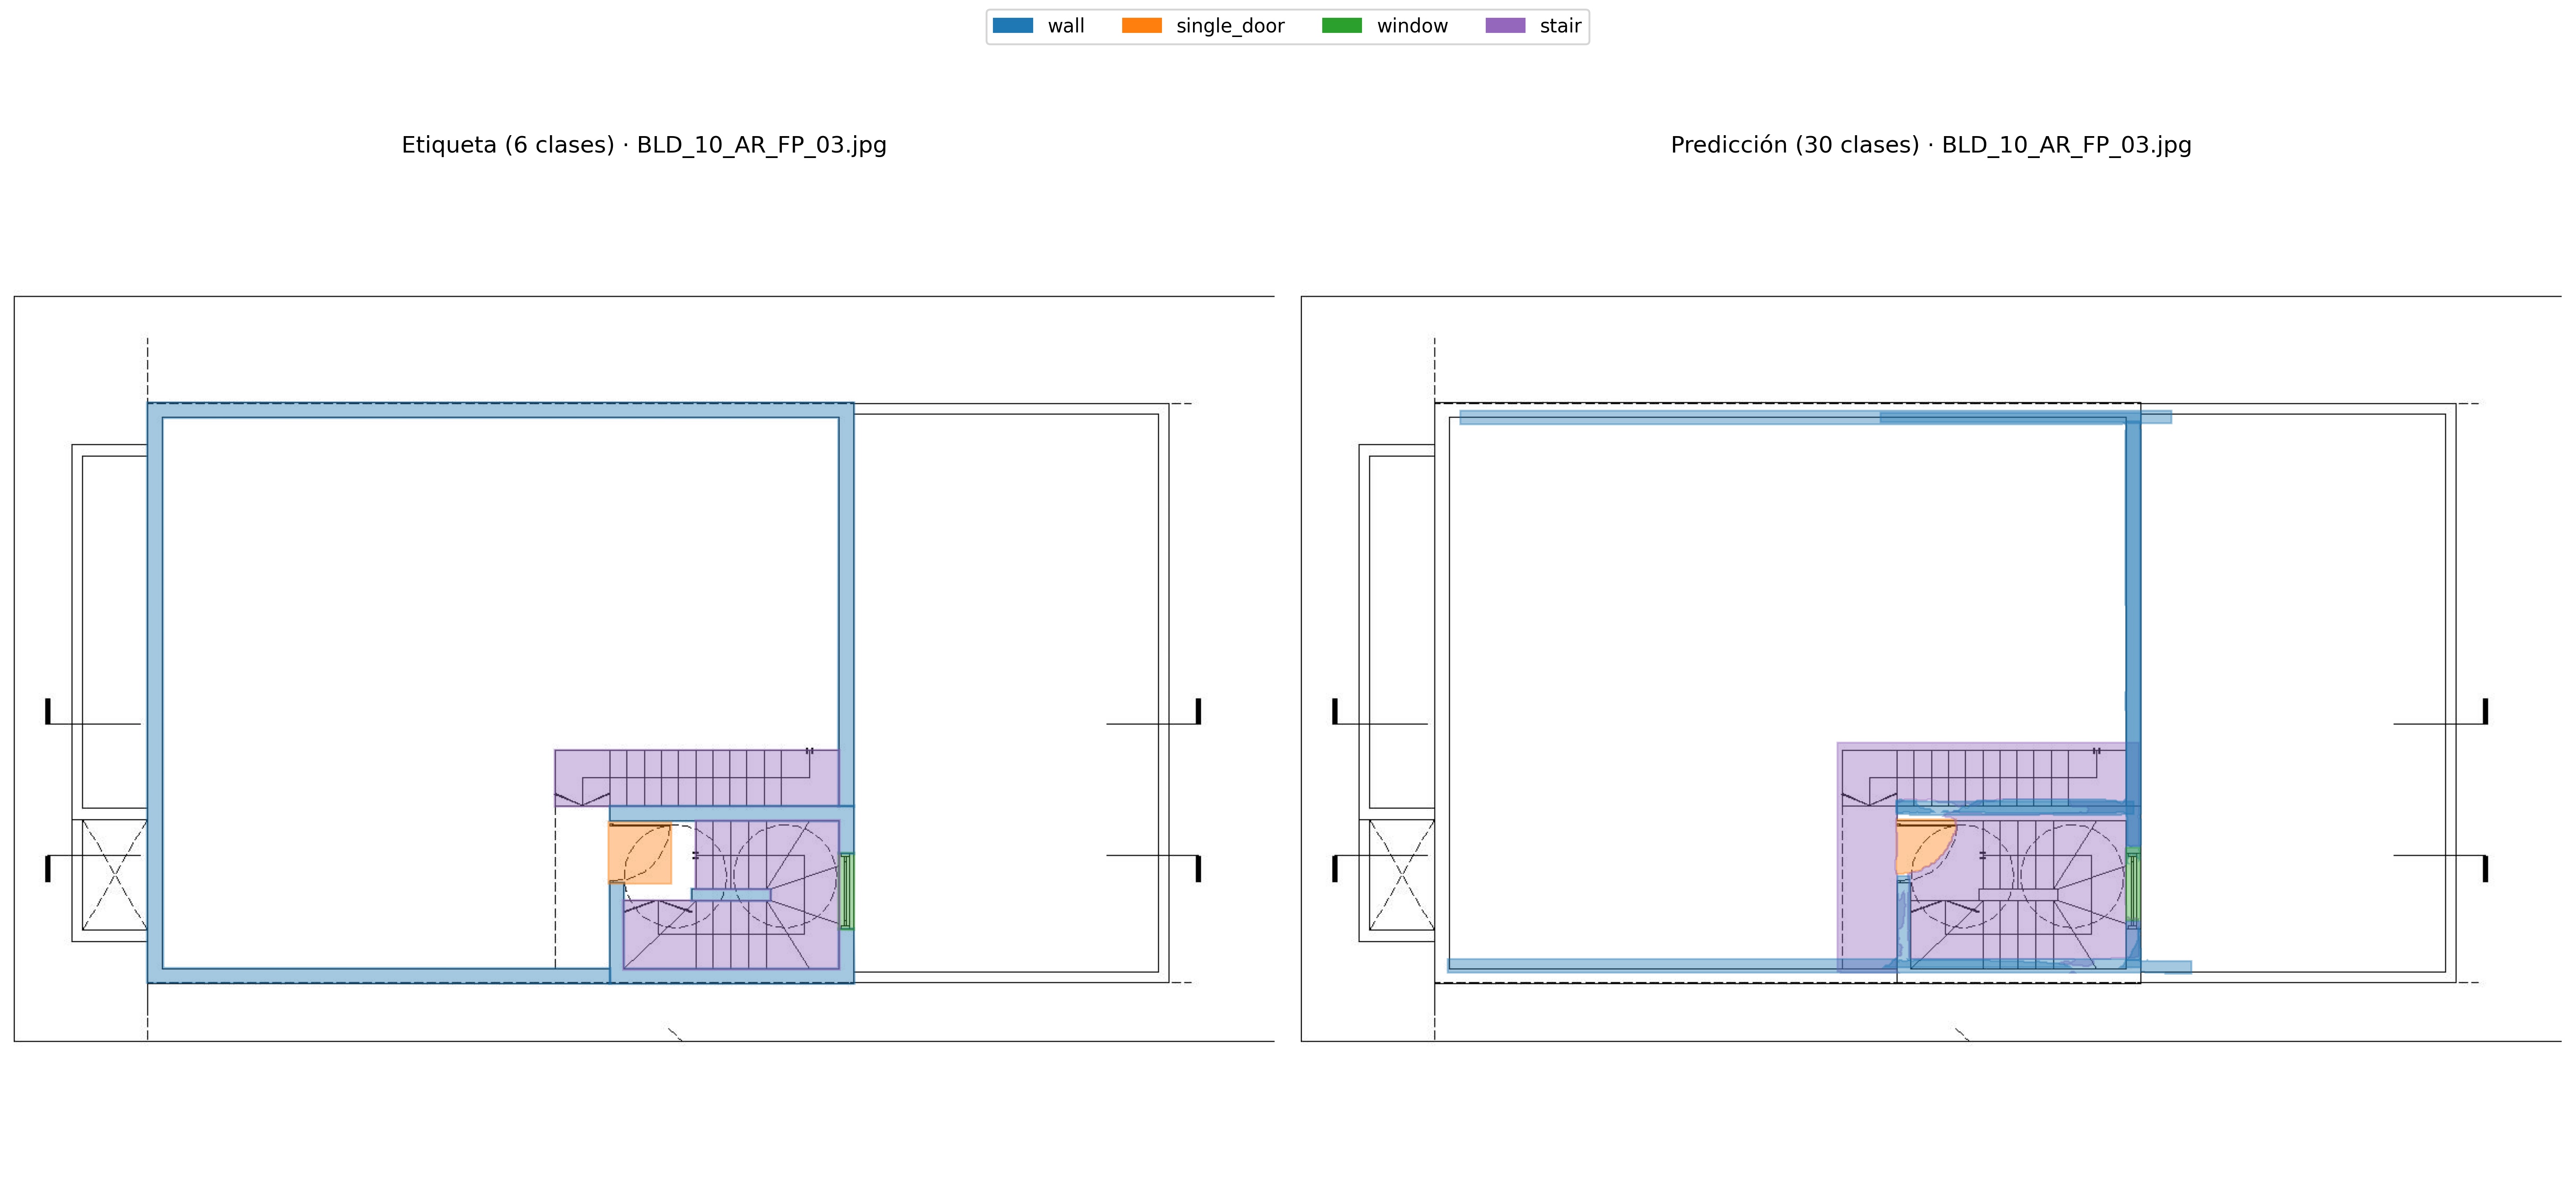 wall single_door window stair
Etiqueta (6 clases) · BLD_10_AR_FP_03.jpg
Predicción (30 clases) · BLD_10_AR_FP_03.jpg